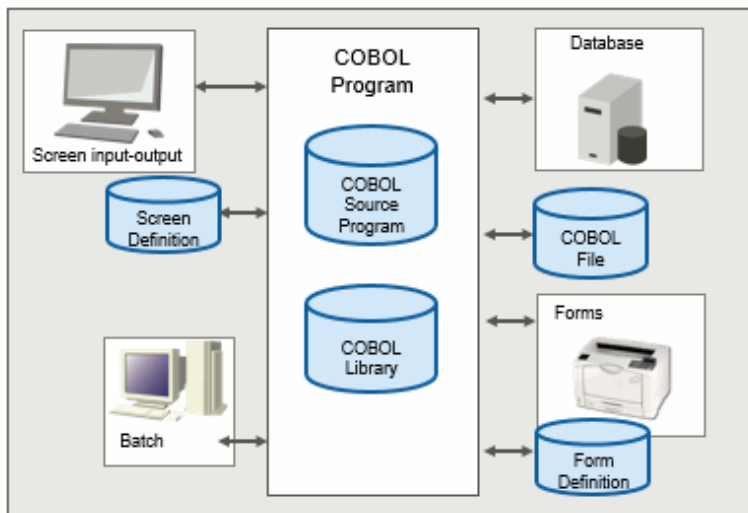 Screen input-output
Screen
Definition
Batch
COBOL
Program
COBOL
Source
Program
COBOL
Library
Database
COBOL
File
Forms
Form
Definition